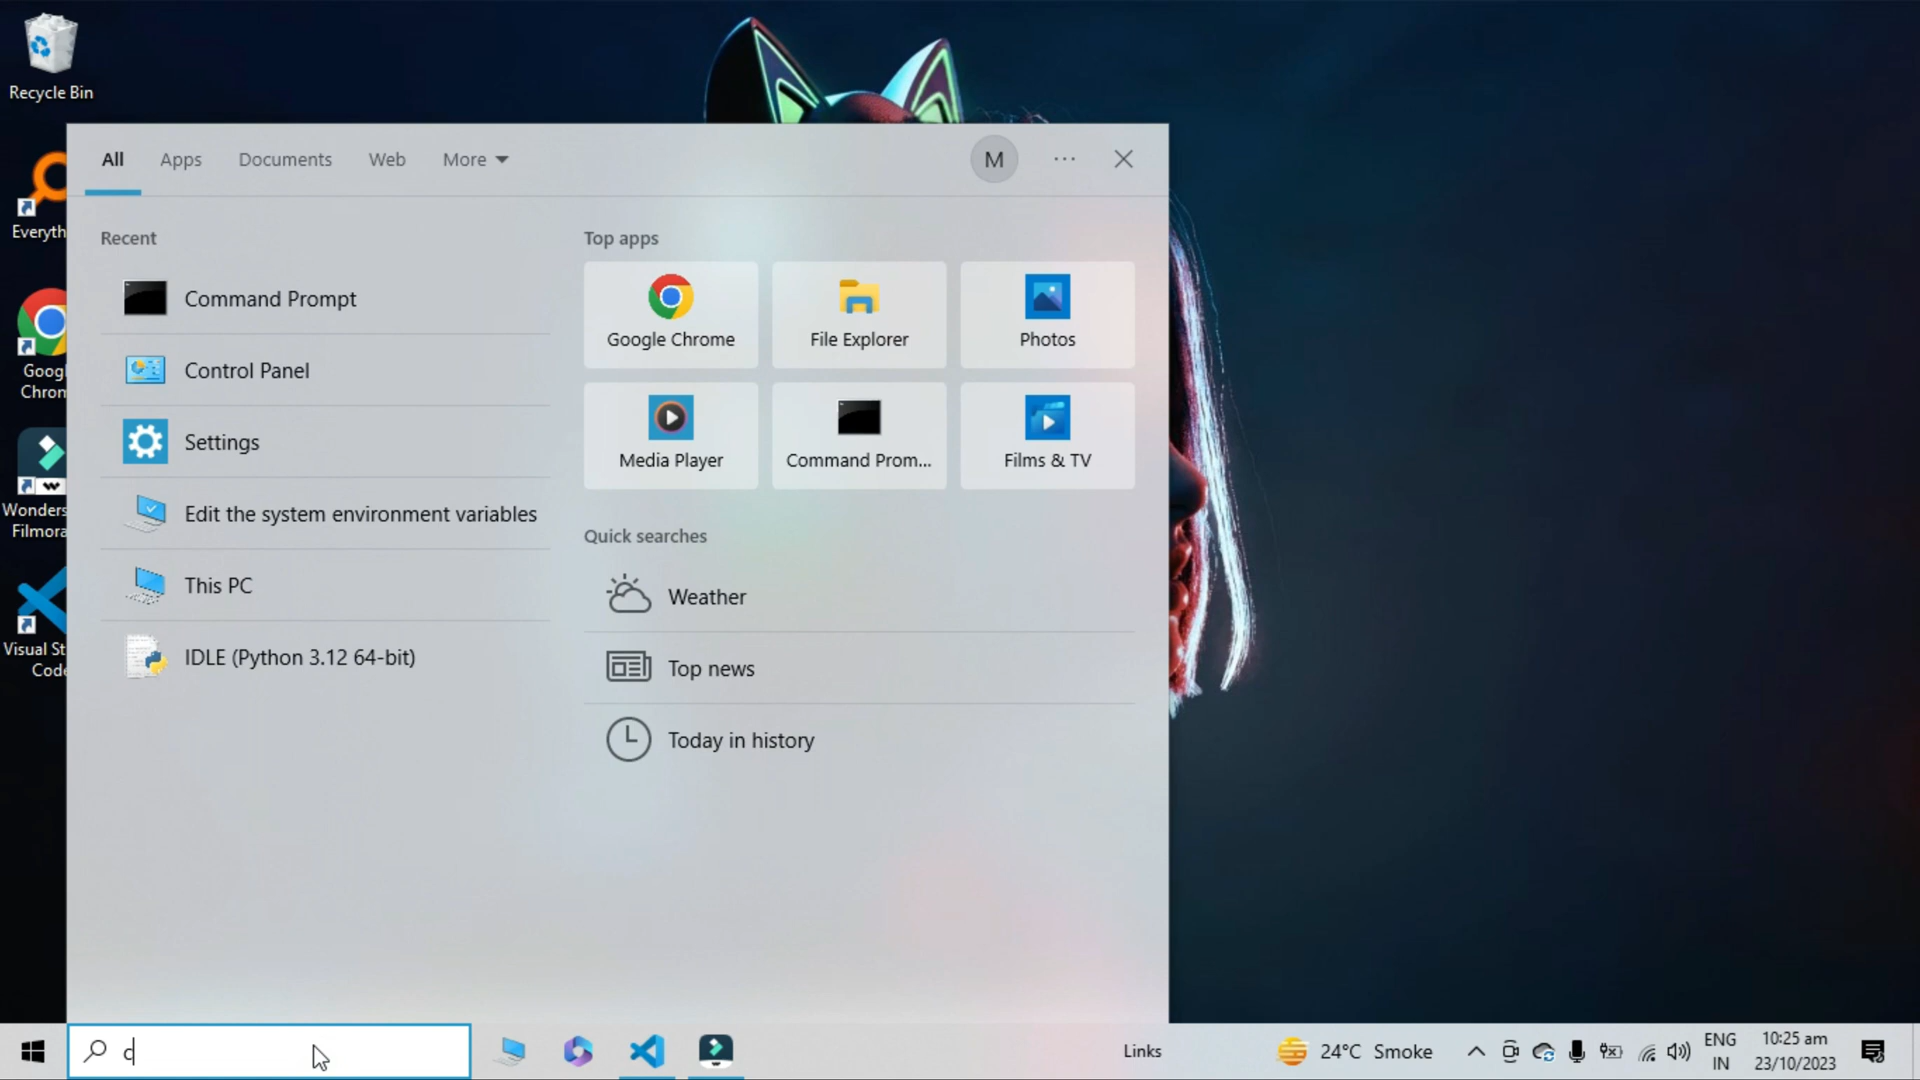 Recycle Bin
Everyth
Googl
Chrom
Wonders
Filmora
Visual St
Code
All
Apps
Documents
Web
More
M
Recent
Command Prompt
Control Panel
Settings
Edit the system environment variables
This PC
IDLE (Python 3.12 64-bit)
Top apps
Google Chrome
File Explorer
Photos
Media Player
Command Prom...
Films & TV
Quick searches
Weather
Top news
Today in history
c
Links
24°C Smoke
ENG
IN
10:25 am
23/10/2023